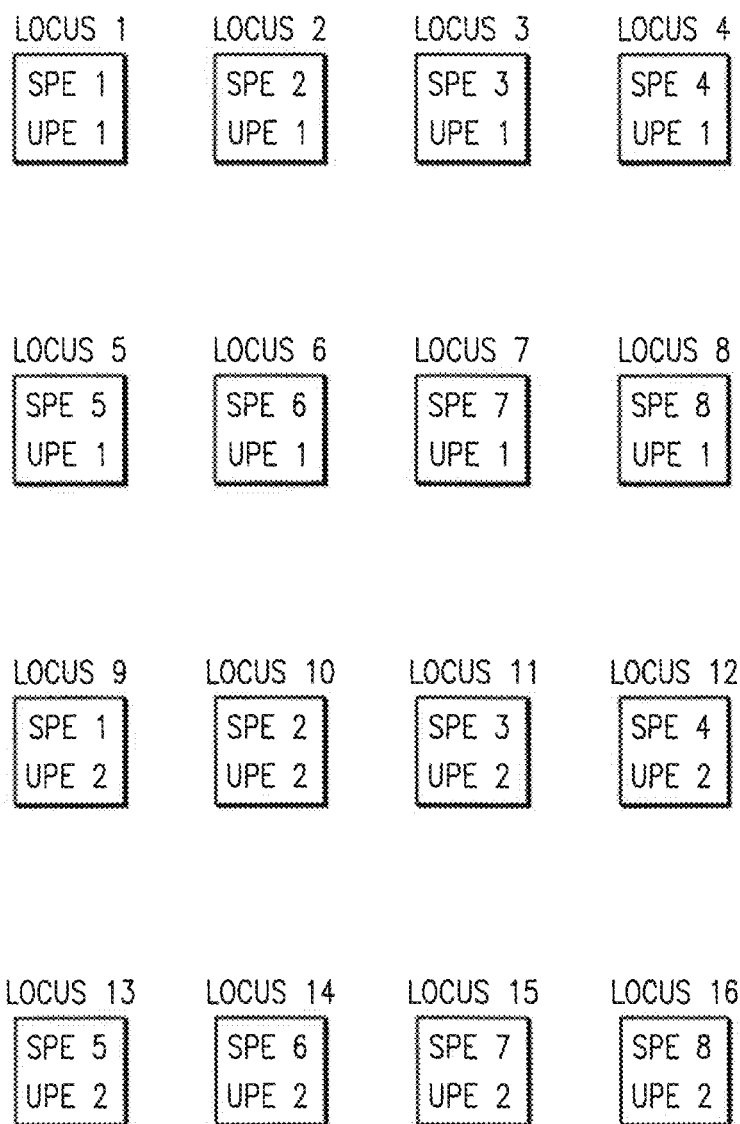 LOCUS 1 LOCUS 2 LOCUS 3 LOCUS 4
SPE 1 SPE 2 SPE 3 SPE 4
UPE 1 UPE 1 UPE 1 UPE 1
LOCUS 5 LOCUS 6 LOCUS 7 LOCUS 8
SPE 5 SPE 6 SPE 7 SPE 8
UPE 1 UPE 1 UPE 1 UPE 1
LOCUS 9 LOCUS 10 LOCUS 11 LOCUS 12
SPE 1 SPE 2 SPE 3 SPE 4
UPE 2 UPE 2 UPE 2 UPE 2
LOCUS 13 LOCUS 14 LOCUS 15 LOCUS 16
SPE 5 SPE 6 SPE 7 SPE 8
UPE 2 UPE 2 UPE 2 UPE 2